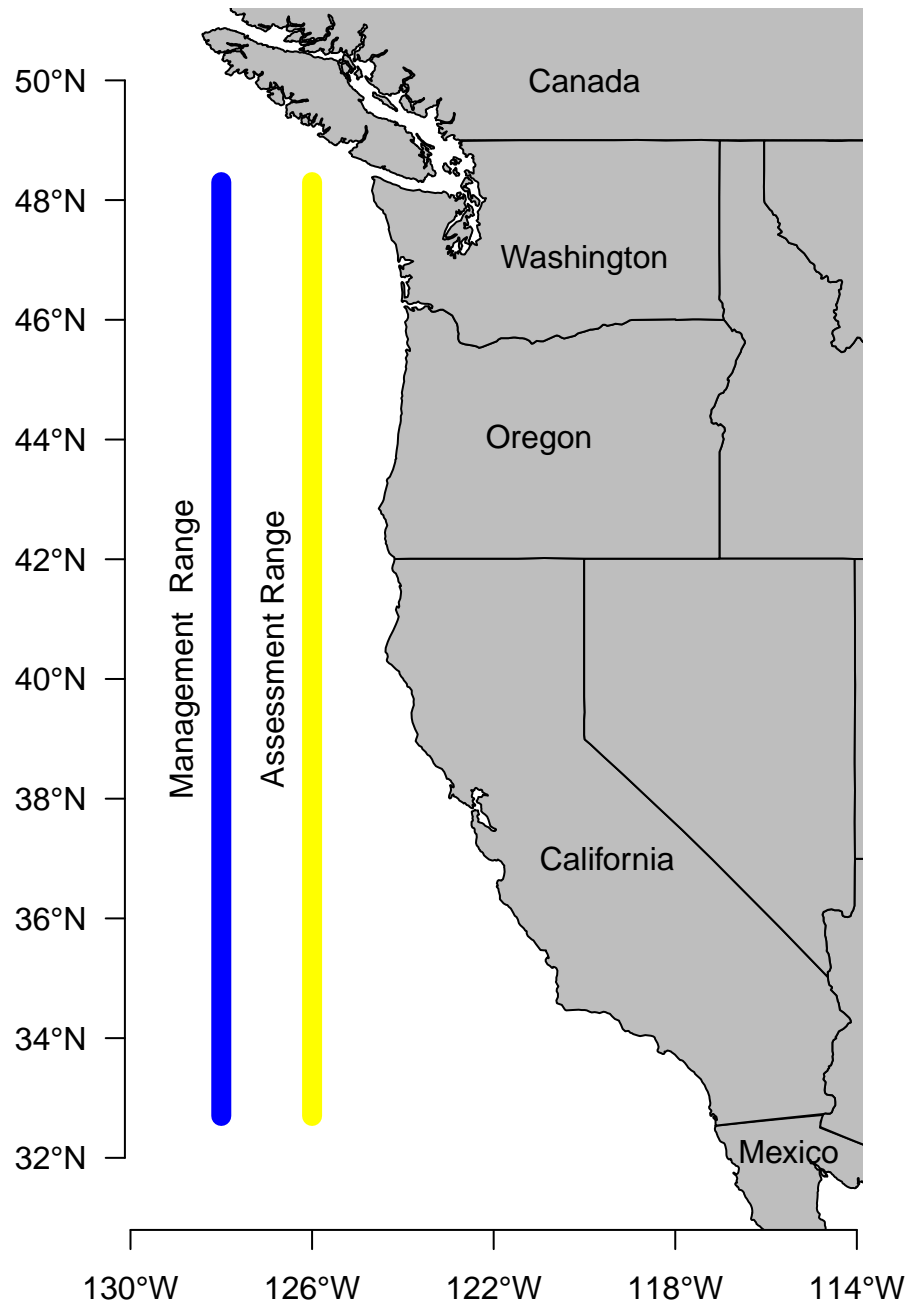 50°N
48°N
46°N
44°N
42°N
40°N
38°N
36°N
34°N
32°N
Management  Range
Assessment Range
Canada
Washington
Oregon
California
Mexico
130°W 126°W 122°W 118°W 114°W